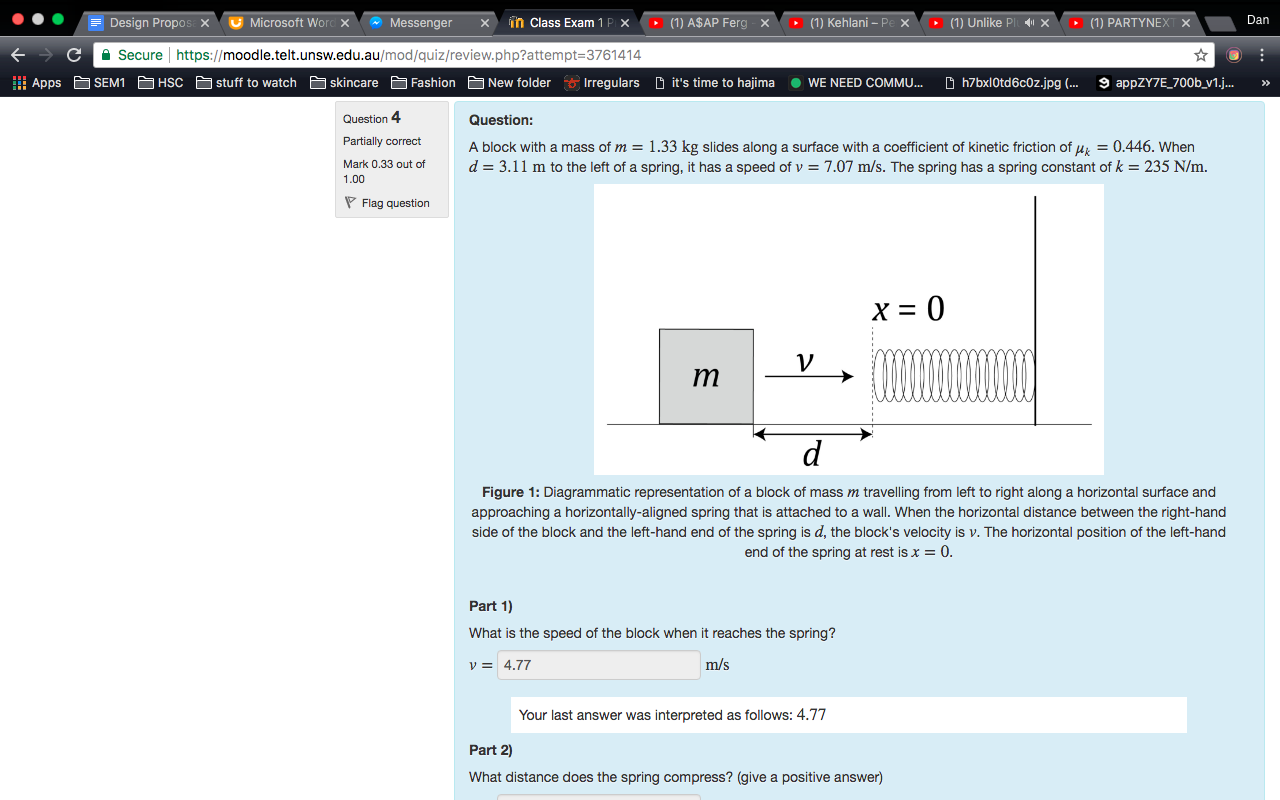 Design Propos
Microsoft Word
Messenger
Class Exam 1 P
(1) A$AP Ferg -
(1) Kehlani – Pe
(1) Unlike Pl
(1) PARTYNEXT
Dan
Secure
https://moodle.telt.unsw.edu.au/mod/quiz/review.php?attempt=3761414
Apps
SEM1
HSC
stuff to watch
skincare
Fashion
New folder
Irregulars
it's time to hajima
WE NEED COMMU...
h7bxl0td6c0z.jpg (...
appZY7E_700b_v1.j...
»
Question 4
Partially correct
Mark 0.33 out of
1.00
Flag question
Question:
A block with a mass of m = 1.33 kg slides along a surface with a coefficient of kinetic friction of μk = 0.446. When
d = 3.11 m to the left of a spring, it has a speed of v = 7.07 m/s. The spring has a spring constant of k = 235 N/m.
x = 0
v
m
d
Figure 1: Diagrammatic representation of a block of mass m travelling from left to right along a horizontal surface and
approaching a horizontally-aligned spring that is attached to a wall. When the horizontal distance between the right-hand
side of the block and the left-hand end of the spring is d, the block's velocity is v. The horizontal position of the left-hand
end of the spring at rest is x = 0.
Part 1)
What is the speed of the block when it reaches the spring?
v = 4.77 m/s
Your last answer was interpreted as follows: 4.77
Part 2)
What distance does the spring compress? (give a positive answer)